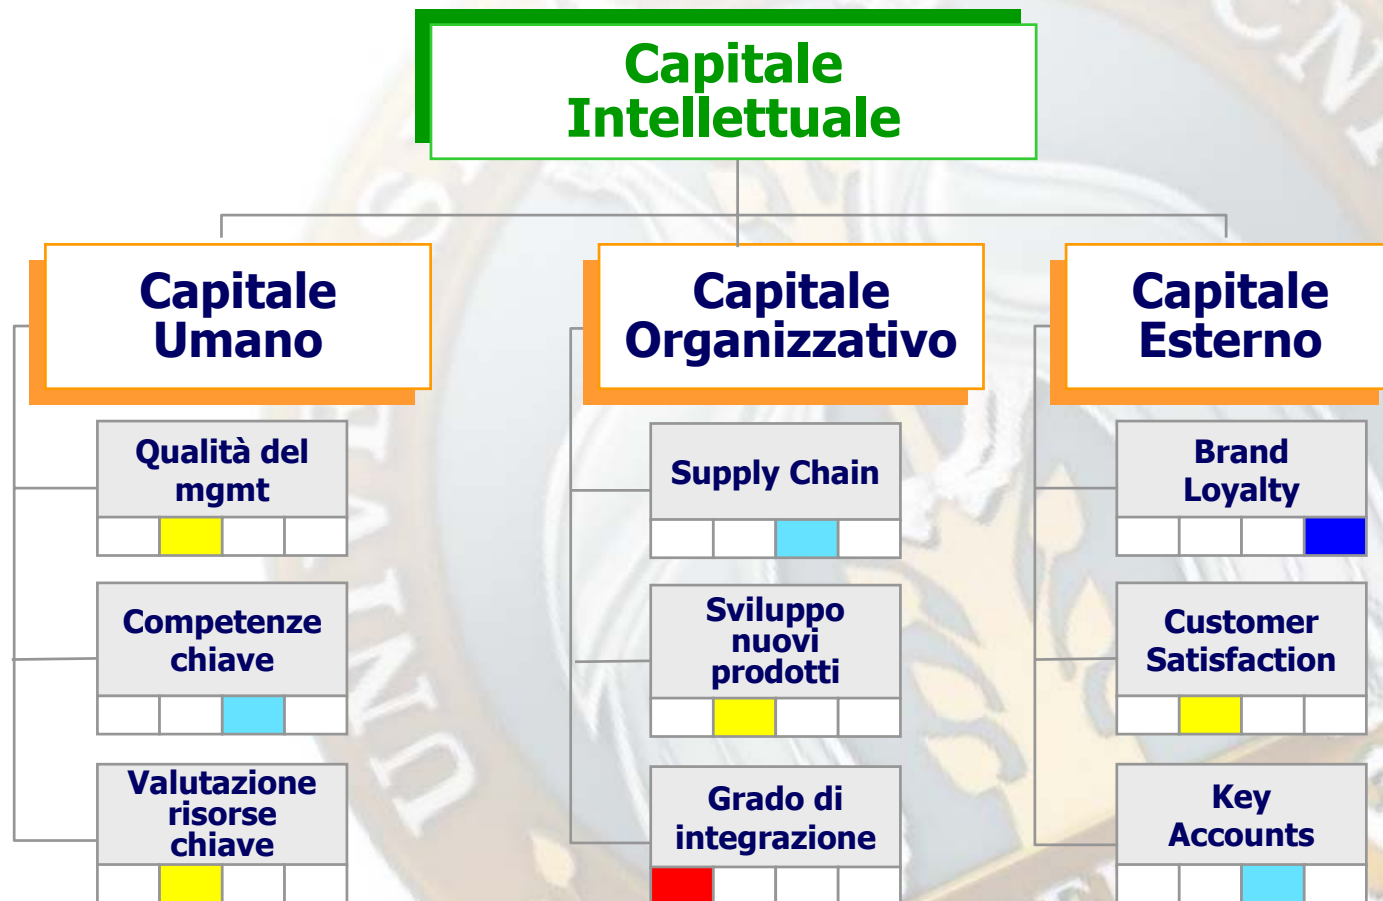 Capitale
Intellettuale
Capitale
Umano
Qualità del
mgmt
Competenze
chiave
Valutazione
risorse
chiave
Capitale
Organizzativo
Supply Chain
Sviluppo
nuovi
prodotti
Grado di
integrazione
Capitale
Esterno
Brand
Loyalty
Customer
Satisfaction
Key
Accounts